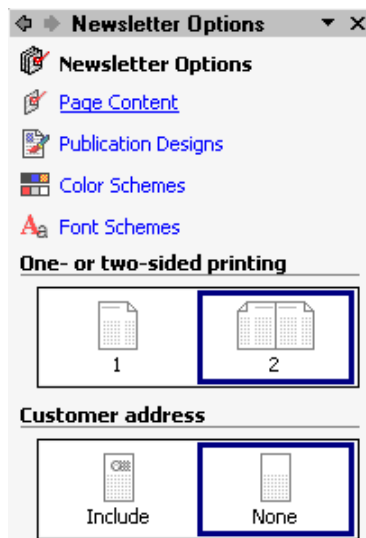 Newsletter Options
Newsletter Options
Page Content
Publication Designs
Color Schemes
Aa Font Schemes
One- or two-sided printing
1 2
Customer address
Include None